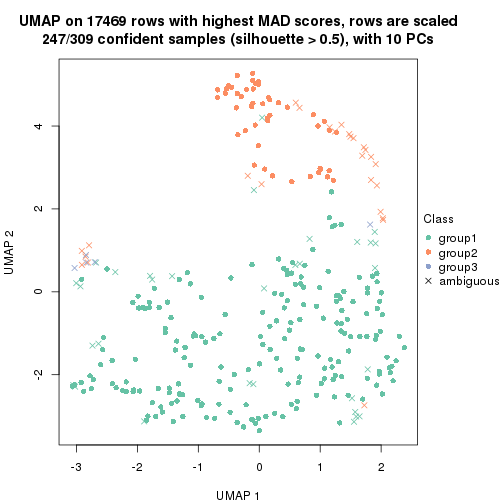 UMAP on 17469 rows with highest MAD scores, rows are scaled
247/309 confident samples (silhouette > 0.5), with 10 PCs
4
2
0
-2
UMAP 2
-3
-2
-1
0
1
2
UMAP 1
Class
group1
group2
group3
ambiguous